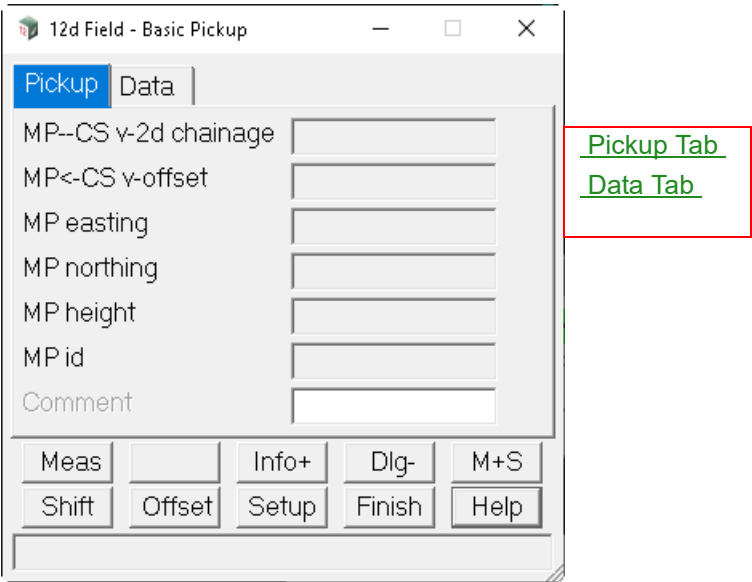 12d Field - Basic Pickup
Pickup Data
MP--CS v-2d chainage
MP<-CS v-offset
MP easting
MP northing
MP height
MP id
Comment
Meas Info+ Dlg- M+S
Shift Offset Setup Finish Help
Pickup Tab
Data Tab